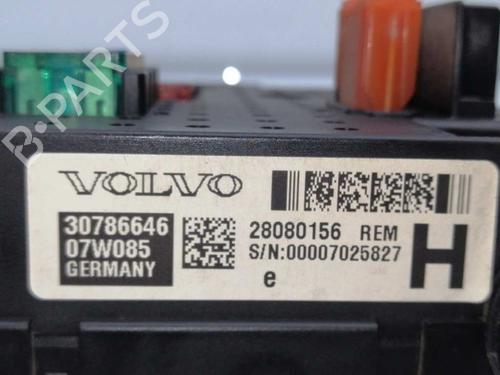 B-PARTS
VOLVO
30786646
07W085
GERMANY
28080156 REM
S/N:00007025827
e
H